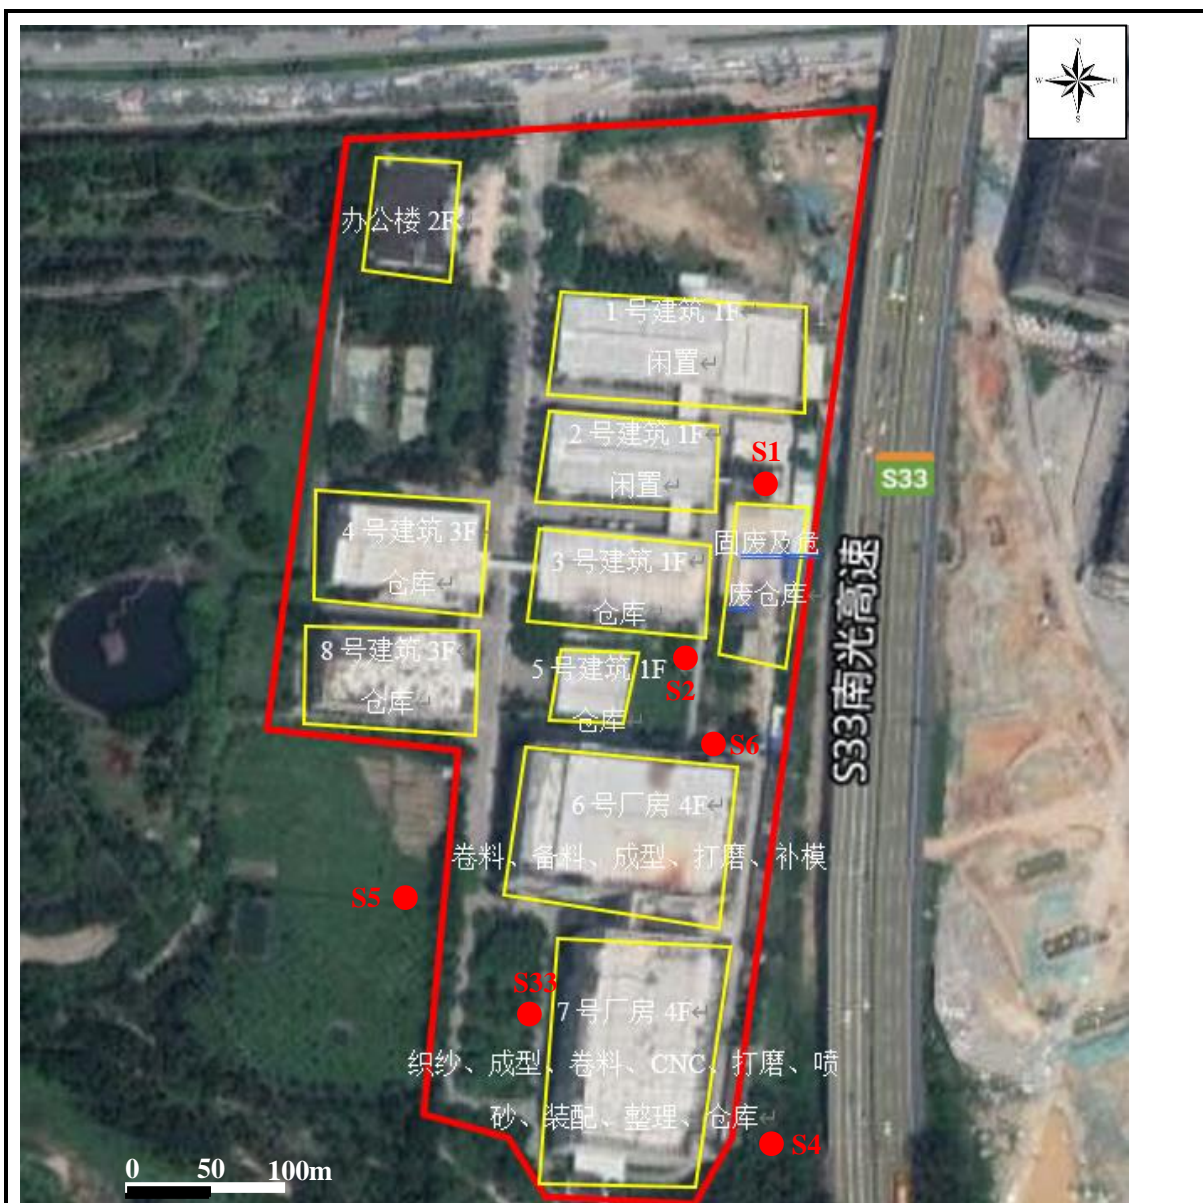 N
W
E
S
办公楼 2F
1 号建筑 1F↵
闲置↵
2 号建筑 1F↵
闲置↵
S1
S33
4 号建筑 3F
仓库↵
3 号建筑 1F↵
仓库
固废及危
废仓库↵
S33南光高速
8 号建筑 3F
仓库↵
5 号建筑 1F
仓库↵
S2
S6
6 号厂房 4F↵
卷料、备料、成型、打磨、补模
S5
S33
7 号厂房 4F↵
织纱、成型、卷料、CNC、打磨、喷
砂、装配、整理、仓库↵
S4
0 50 100m